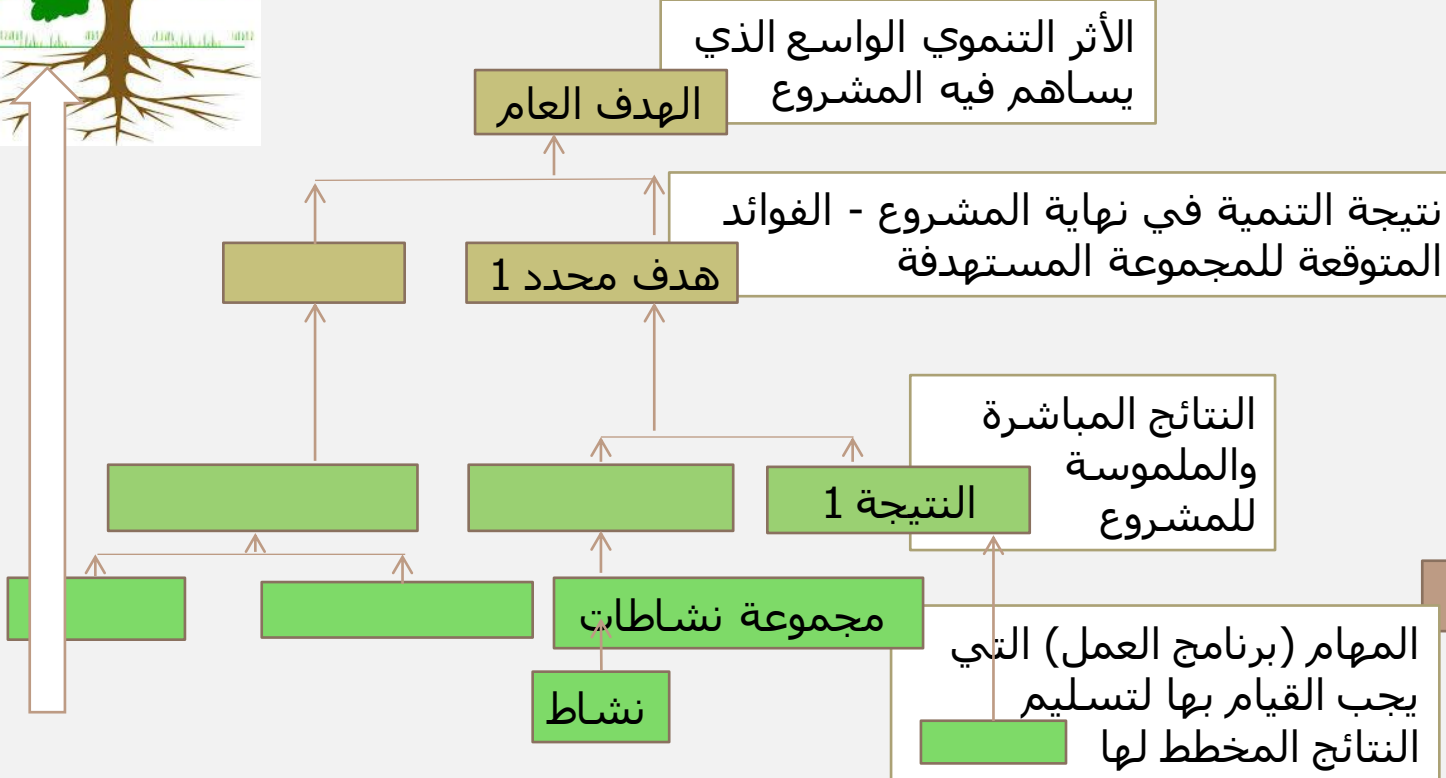 الأثر التنموي الواسع الذي
يساهم فيه المشروع
الهدف العام
نتيجة التنمية في نهاية المشروع - الفوائد
المتوقعة للمجموعة المستهدفة
هدف محدد 1
النتائج المباشرة
والملموسة
للمشروع
النتيجة 1
مجموعة نشاطات
المهام (برنامج العمل) التي
يجب القيام بها لتسليم
النتائج المخطط لها
نشاط